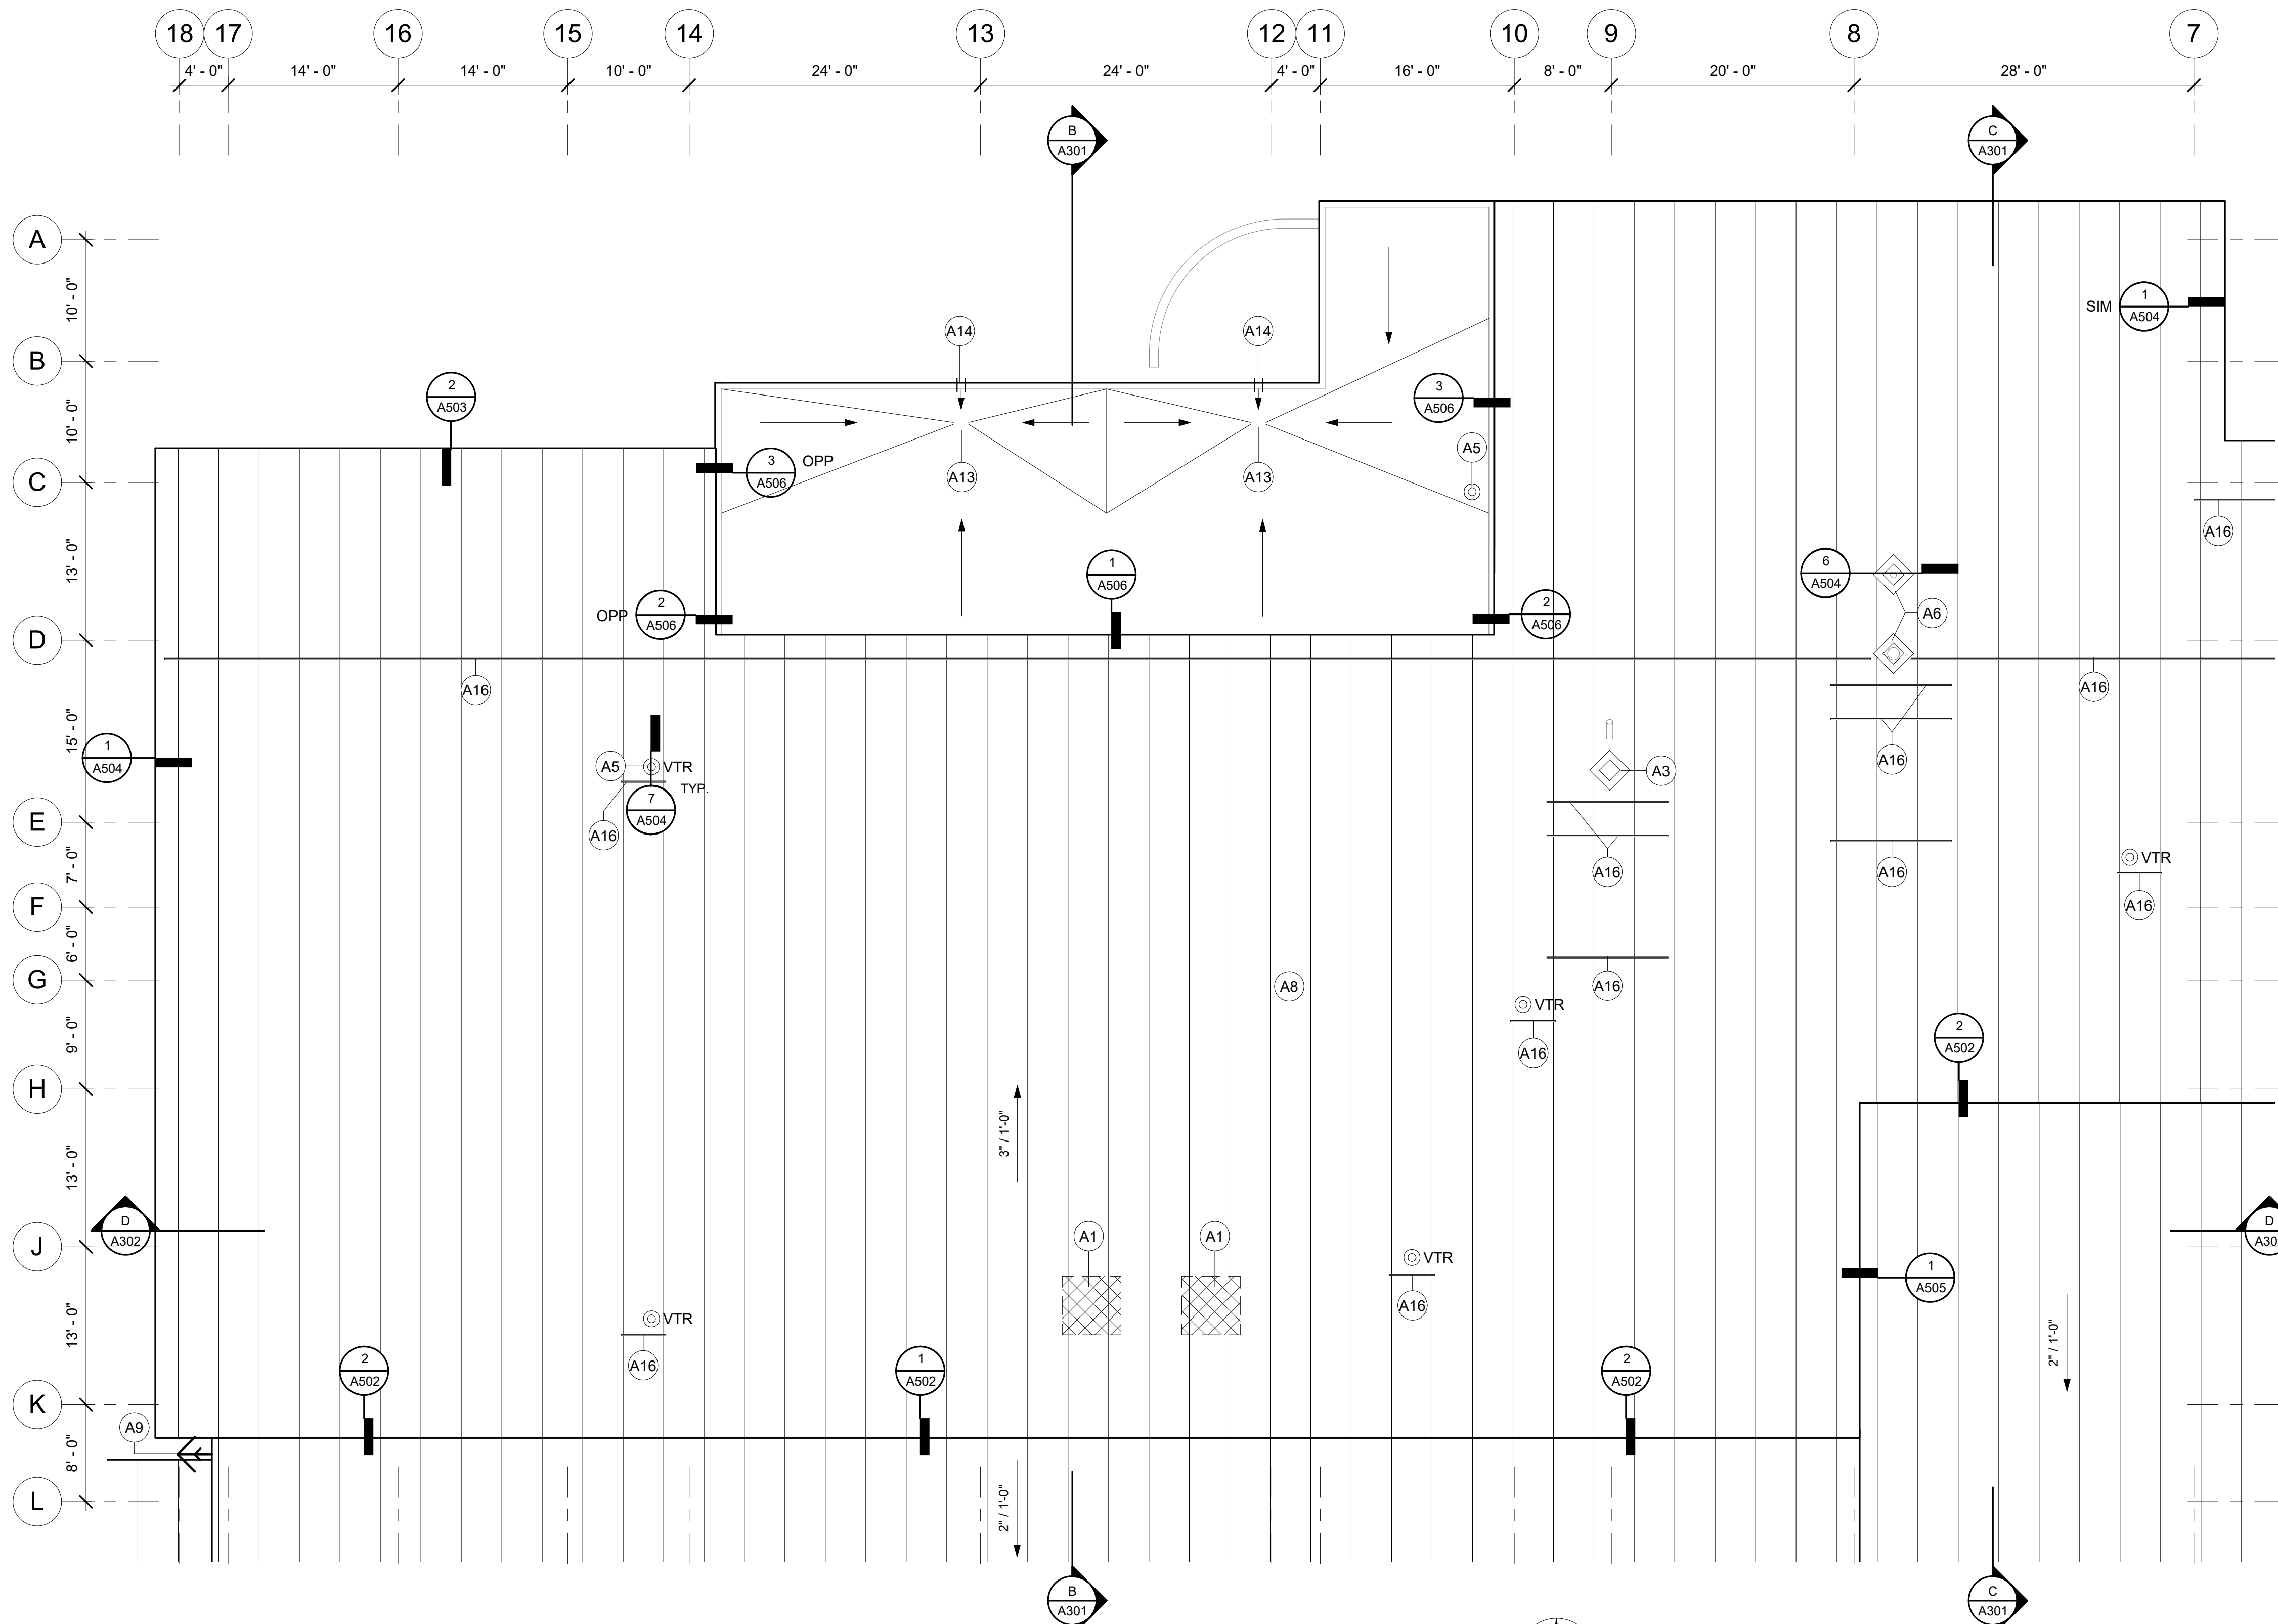 18 17 16 15 14 13 12 11 10 9 8 7
4' - 0" 14' - 0" 14' - 0" 10' - 0" 24' - 0" 24' - 0" 4' - 0" 16' - 0" 8' - 0" 20' - 0" 28' - 0"
B
A301
C
A301
A
10' - 0"
1
SIM
A504
B
A14
A14
10' - 0"
2
A503
3
A506
A5
C
3
OPP
A506
A13
A13
A16
13' - 0"
1
A506
6
A504
2
OPP
A506
2
A506
A6
D
A16
A16
15' - 0"
1
A504
A5
VTR
TYP.
7
A504
A16
A3
A16
E
7' - 0"
A16
A16
VTR
A16
F
6' - 0"
G
A8
A16
VTR
A16
9' - 0"
2
A502
H
3" / 1'-0"
13' - 0"
D
A302
D
J
A1
A1
VTR
A16
1
A505
13' - 0"
VTR
A16
2" / 1'-0"
2
A502
1
A502
2
A502
K
A9
8' - 0"
L
2" / 1'-0"
B
A301
C
A301